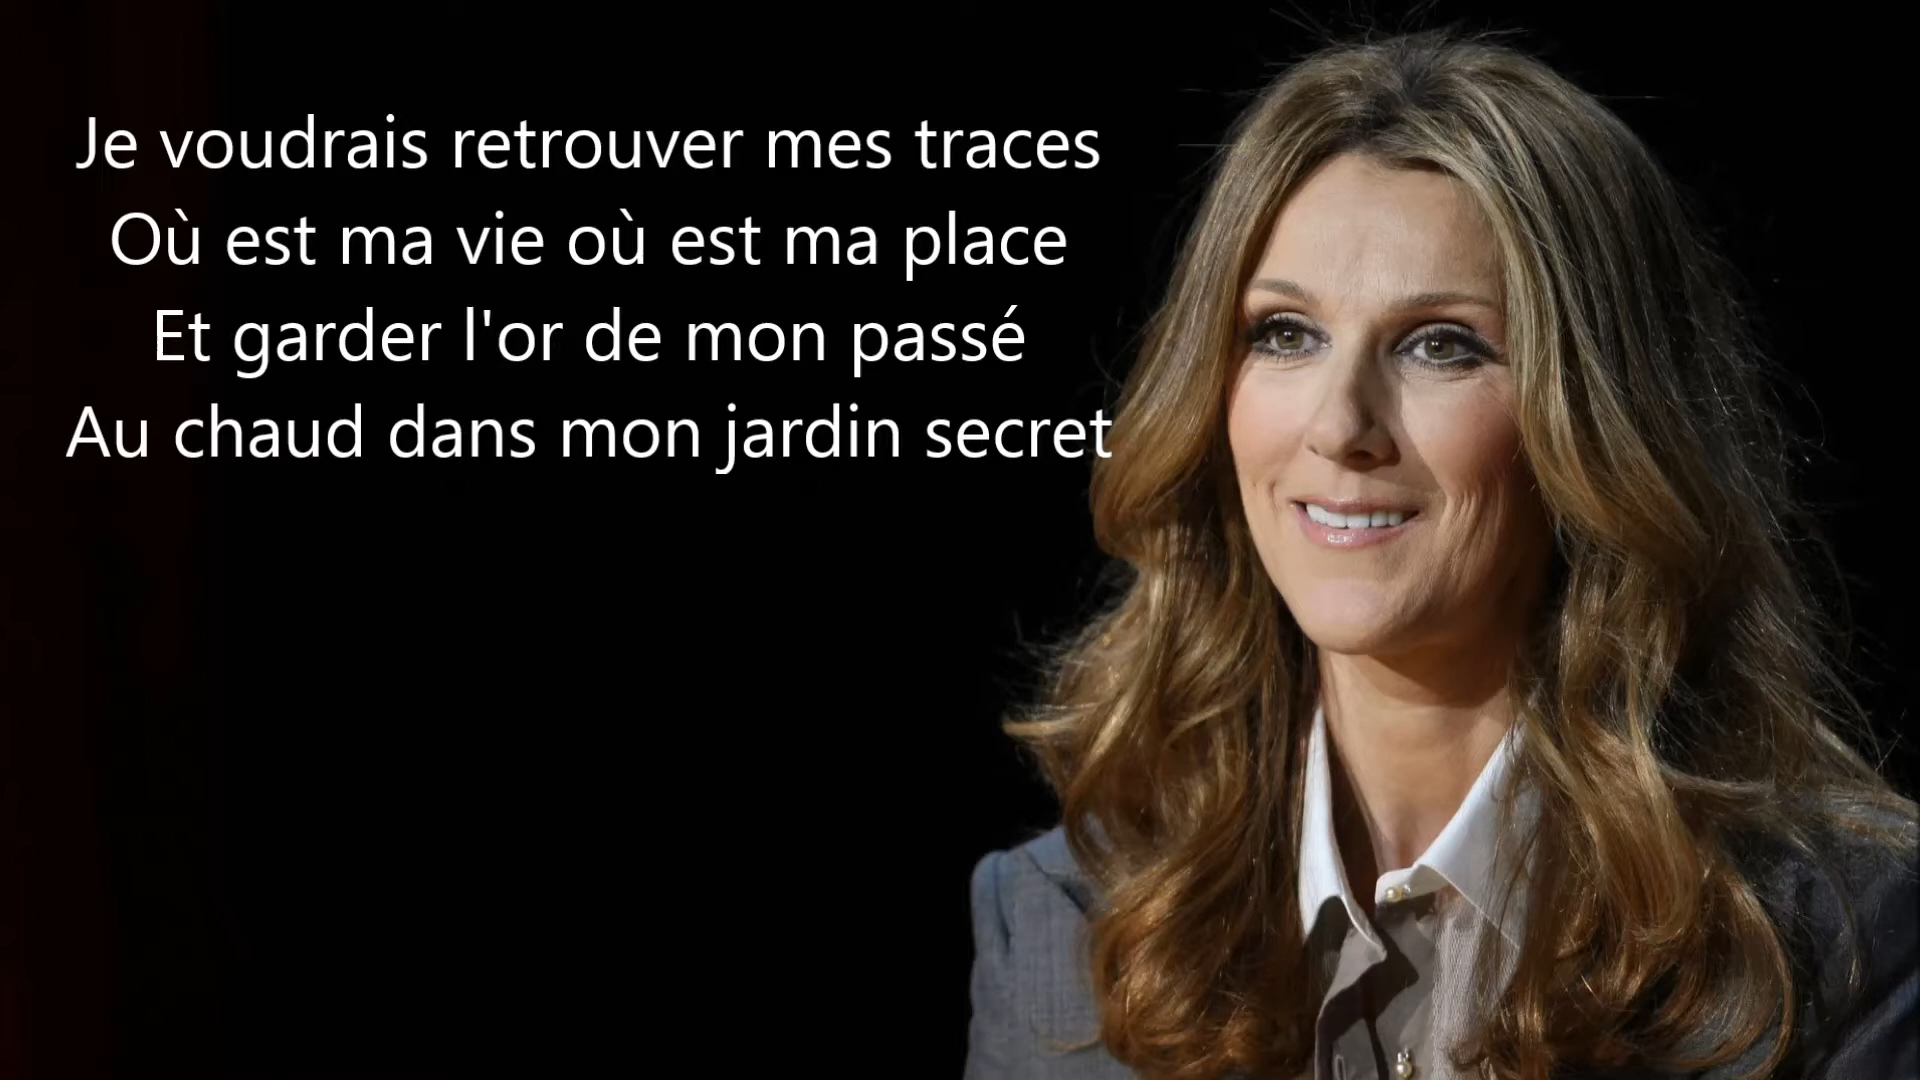 Je voudrais retrouver mes traces
Où est ma vie où est ma place
Et garder l'or de mon passé
Au chaud dans mon jardin secret